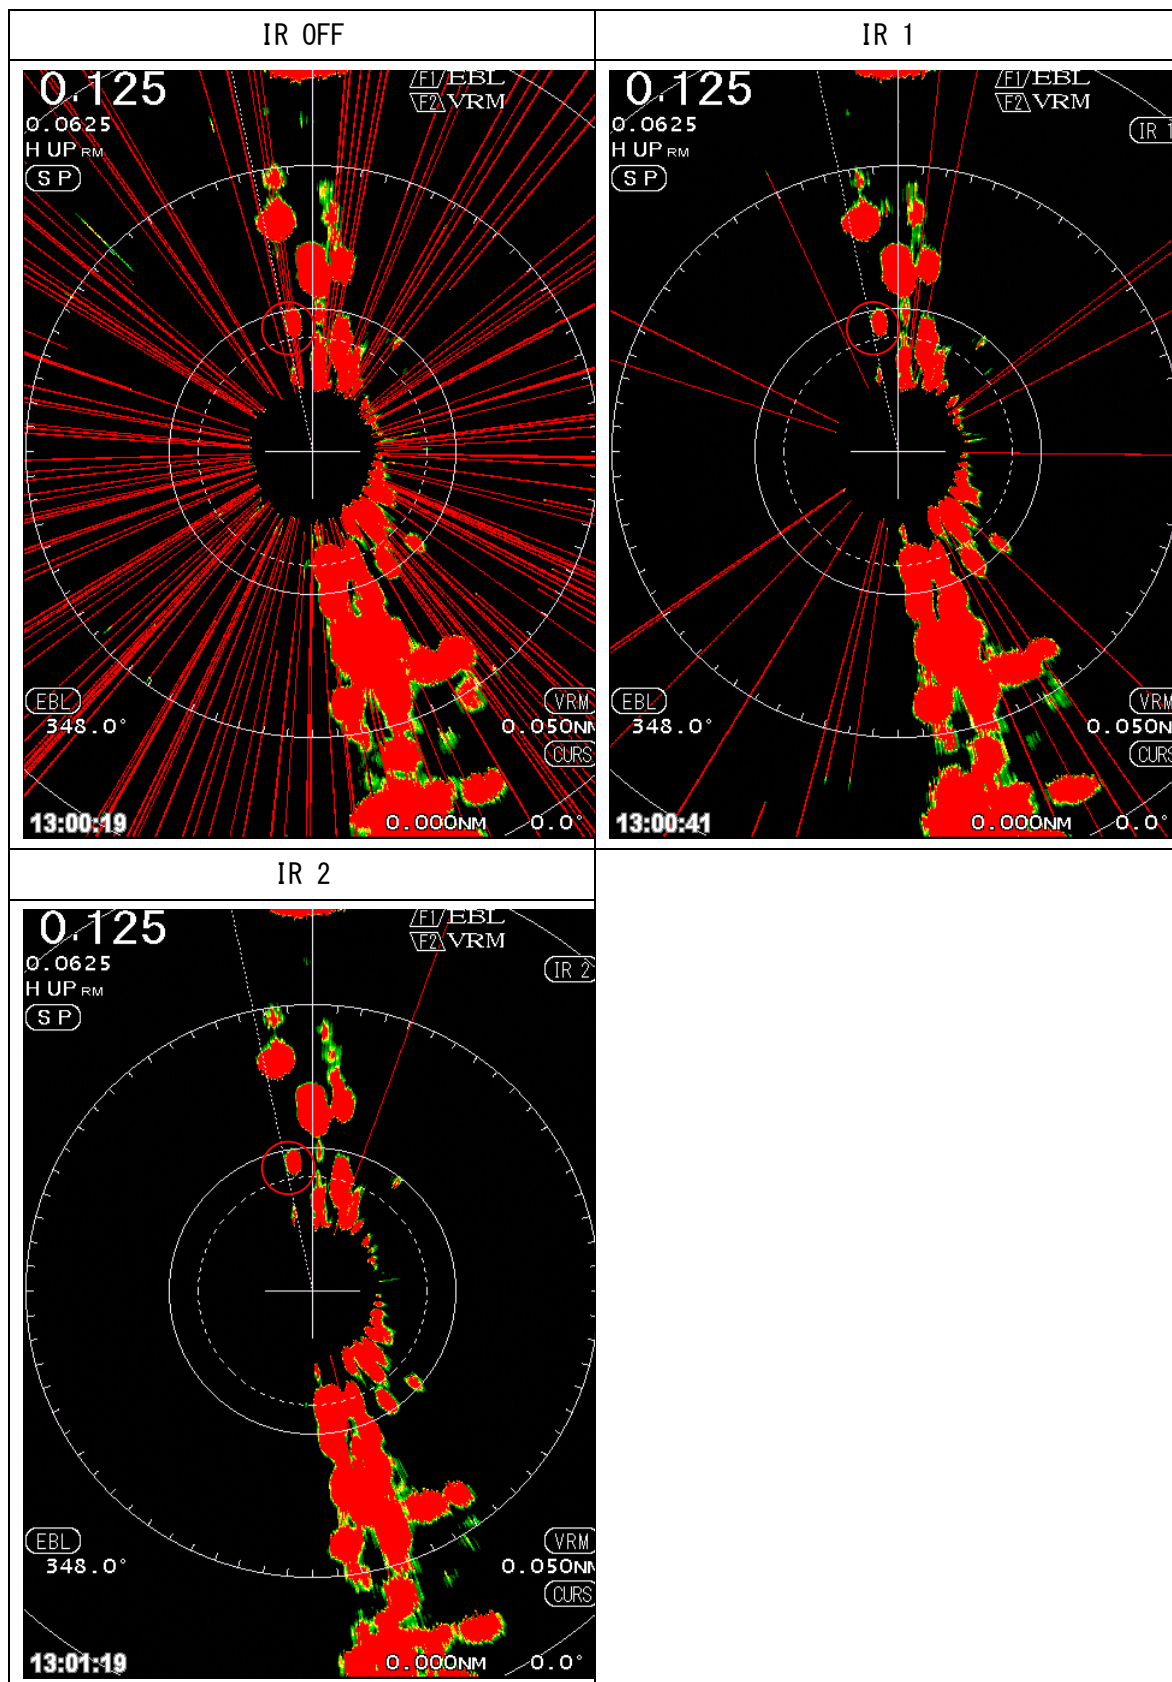 IR OFF
IR 1
0.125
F1 EBL
F2 VRM
0.0625
H UP RM
S P
EBL
348.0°
VRM
0.050NM
CURS
13:00:19
0.000NM
0.0°
0.125
F1 EBL
F2 VRM
0.0625
IR 1
H UP RM
S P
EBL
348.0°
VRM
0.050N
CURS
13:00:41
0.000NM
0.0°
IR 2
0.125
F1 EBL
F2 VRM
0.0625
IR 2
H UP RM
S P
EBL
348.0°
VRM
0.050NM
CURS
13:01:19
0.000NM
0.0°